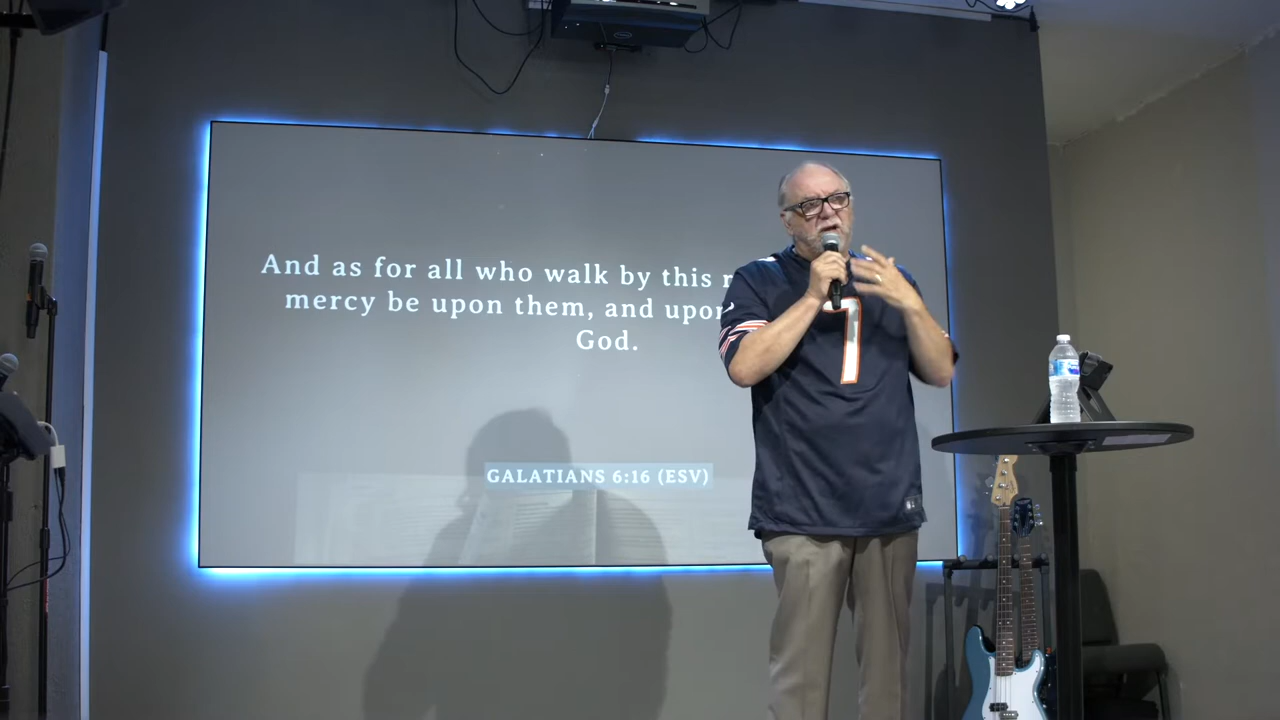 And as for all who walk by this
mercy be upon them, and upon
God.
GALATIANS 6:16 (ESV)
1